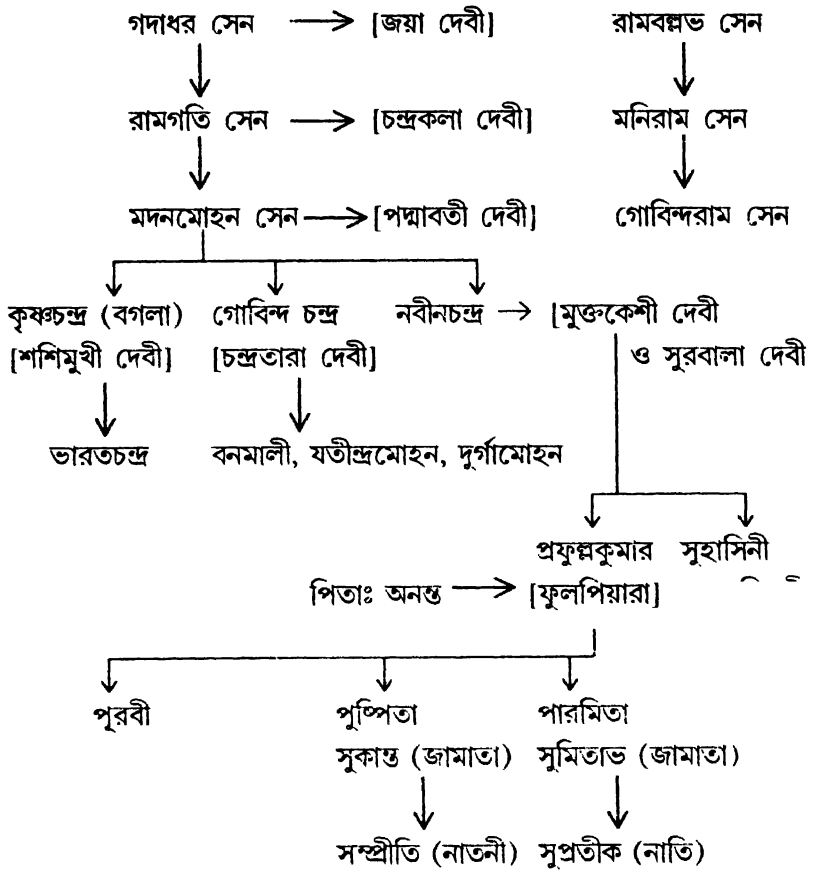 গদাধর সেন → [জয়া দেবী] রামবল্লভ সেন
রামগতি সেন → [চন্দ্রকলা দেবী] মনিরাম সেন
মদনমোহন সেন → [পদ্মাবতী দেবী] গোবিন্দরাম সেন
কৃষ্ণচন্দ্র (বগলা) গোবিন্দ চন্দ্র নবীনচন্দ্র → [মুক্তকেশী দেবী
[শশিমুখী দেবী] [চন্দ্রতারা দেবী] ও সুরবালা দেবী
ভারতচন্দ্র বনমালী, যতীন্দ্রমোহন, দুর্গামোহন
প্রফুল্লকুমার সুহাসিনী
পিতাঃ অনন্ত → [ফুলপিয়ারা]
পূরবী পুষ্পিতা পারমিতা
সুকান্ত (জামাতা) সুমিতাভ (জামাতা)
সম্প্রীতি (নাতনী) সুপ্রতীক (নাতি)